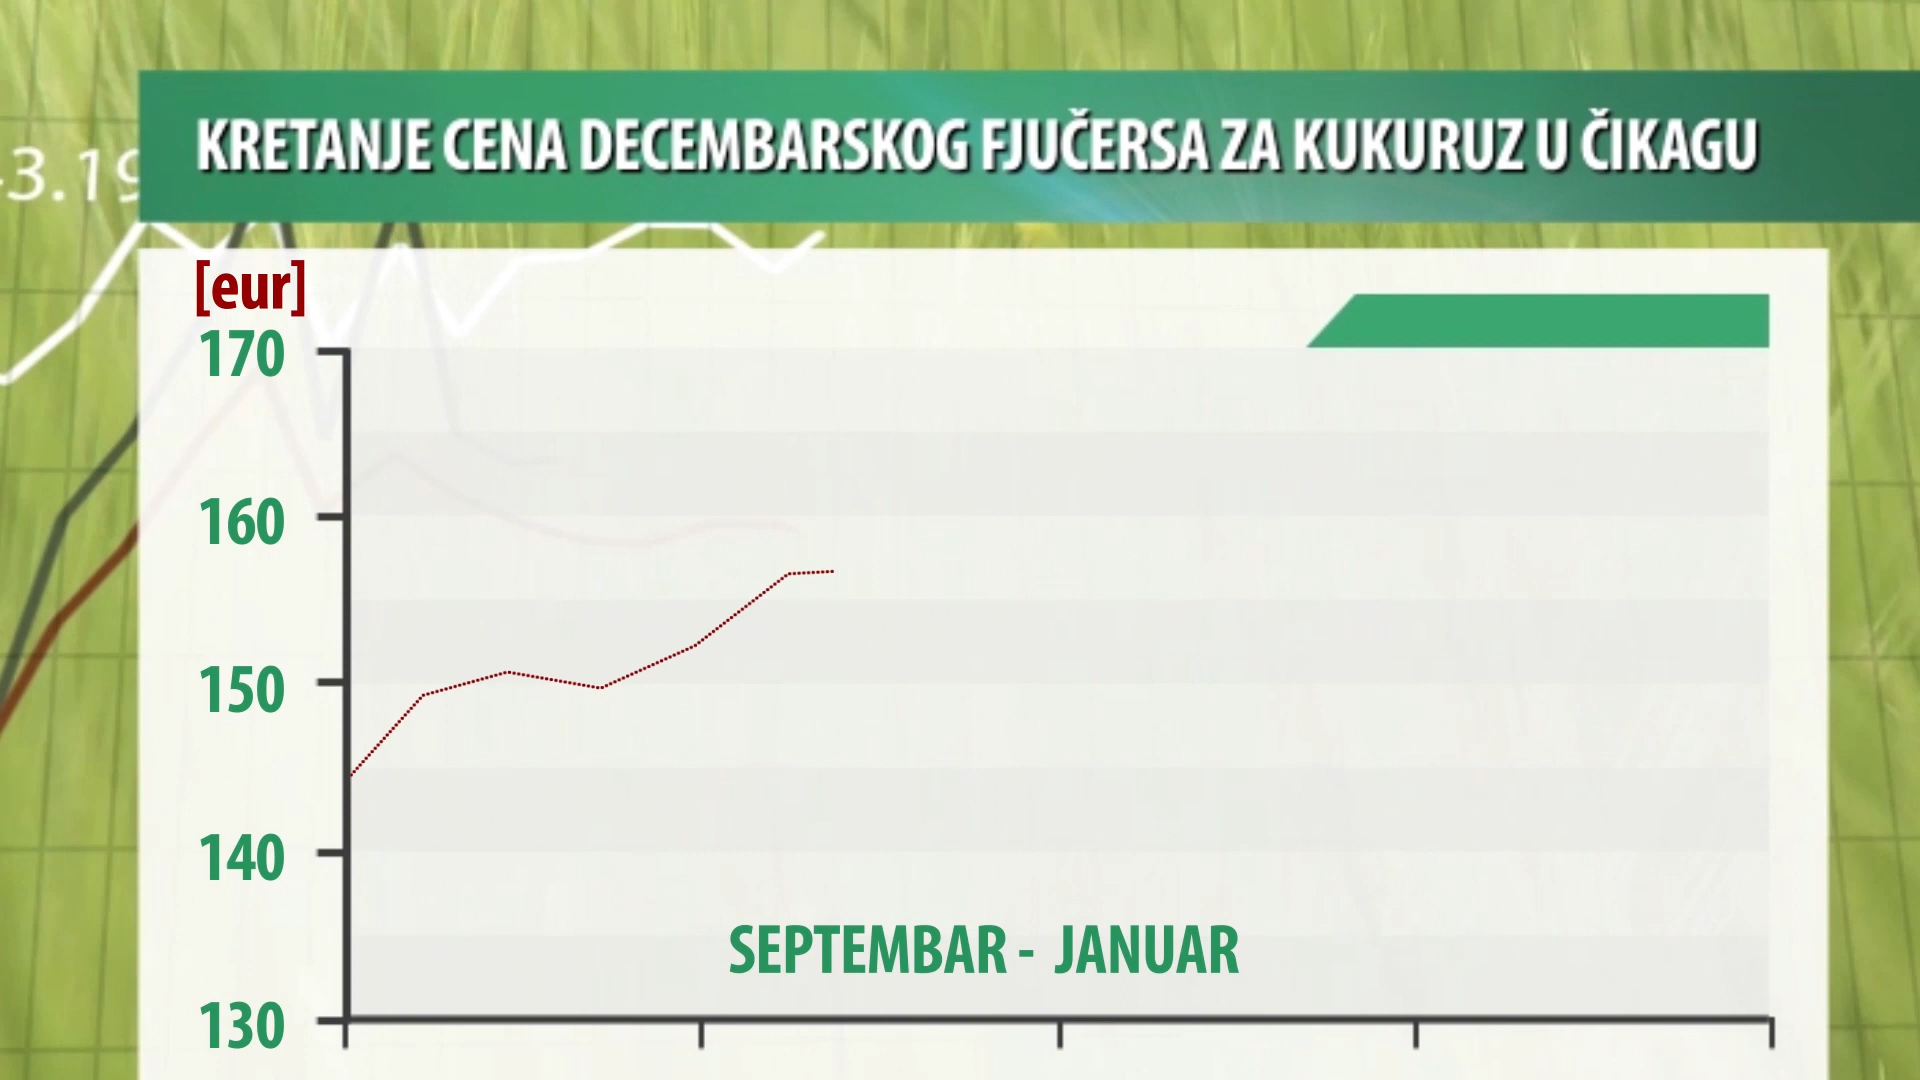 KRETANJE CENA DECEMBARSKOG FJUČERSA ZA KUKURUZ U ČIKAGU
[eur]
170
160
150
140
130
SEPTEMBAR - JANUAR